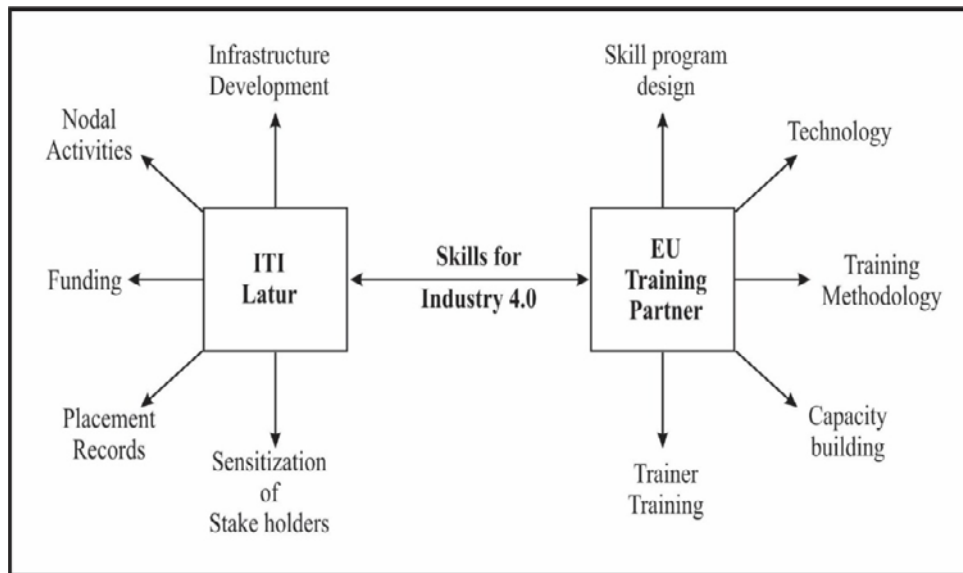 Infrastructure
Development
Skill program
design
Nodal
Activities
Technology
ITI
Latur
Skills for
Industry 4.0
EU
Training
Partner
Funding
Training
Methodology
Placement
Records
Capacity
building
Sensitization
of
Stake holders
Trainer
Training